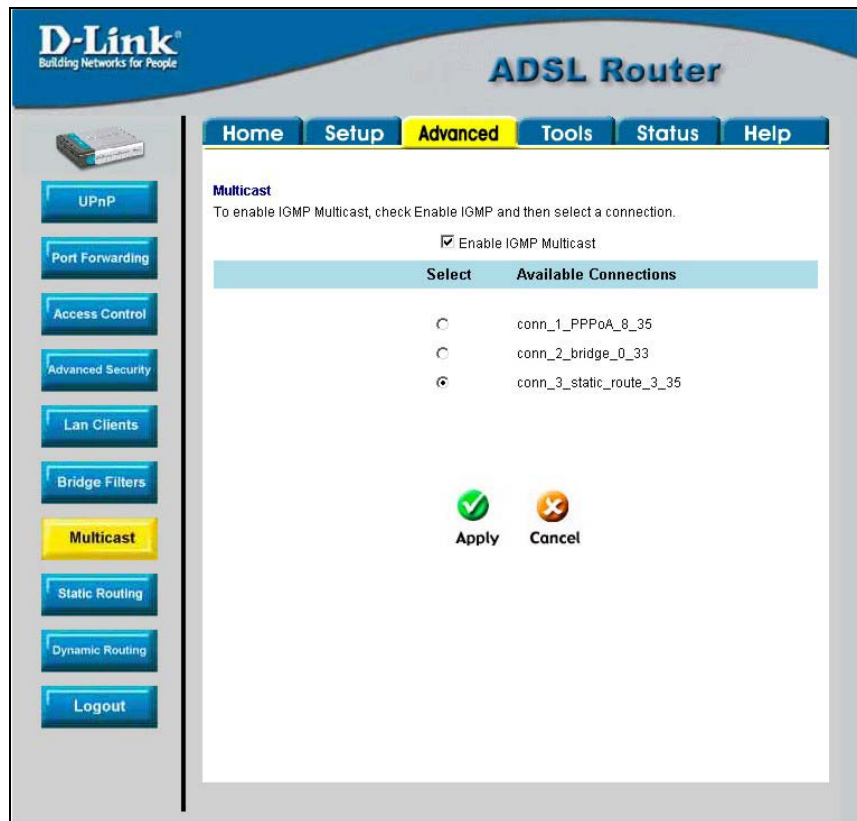 D-Link®
Building Networks for People
ADSL Router
Home Setup Advanced Tools Status Help
UPnP
Port Forwarding
Access Control
Advanced Security
Lan Clients
Bridge Filters
Multicast
Static Routing
Dynamic Routing
Logout
Multicast
To enable IGMP Multicast, check Enable IGMP and then select a connection.
Enable IGMP Multicast
Select Available Connections
conn_1_PPPoA_8_35
conn_2_bridge_0_33
conn_3_static_route_3_35
Apply Cancel